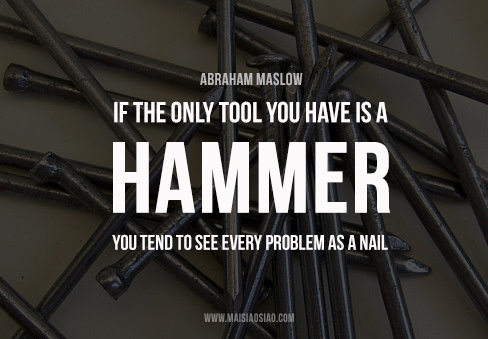 ABRAHAM MASLOW
IF THE ONLY TOOL YOU HAVE IS A
HAMMER
YOU TEND TO SEE EVERY PROBLEM AS A NAIL
WWW.MAISIAOSIAO.COM